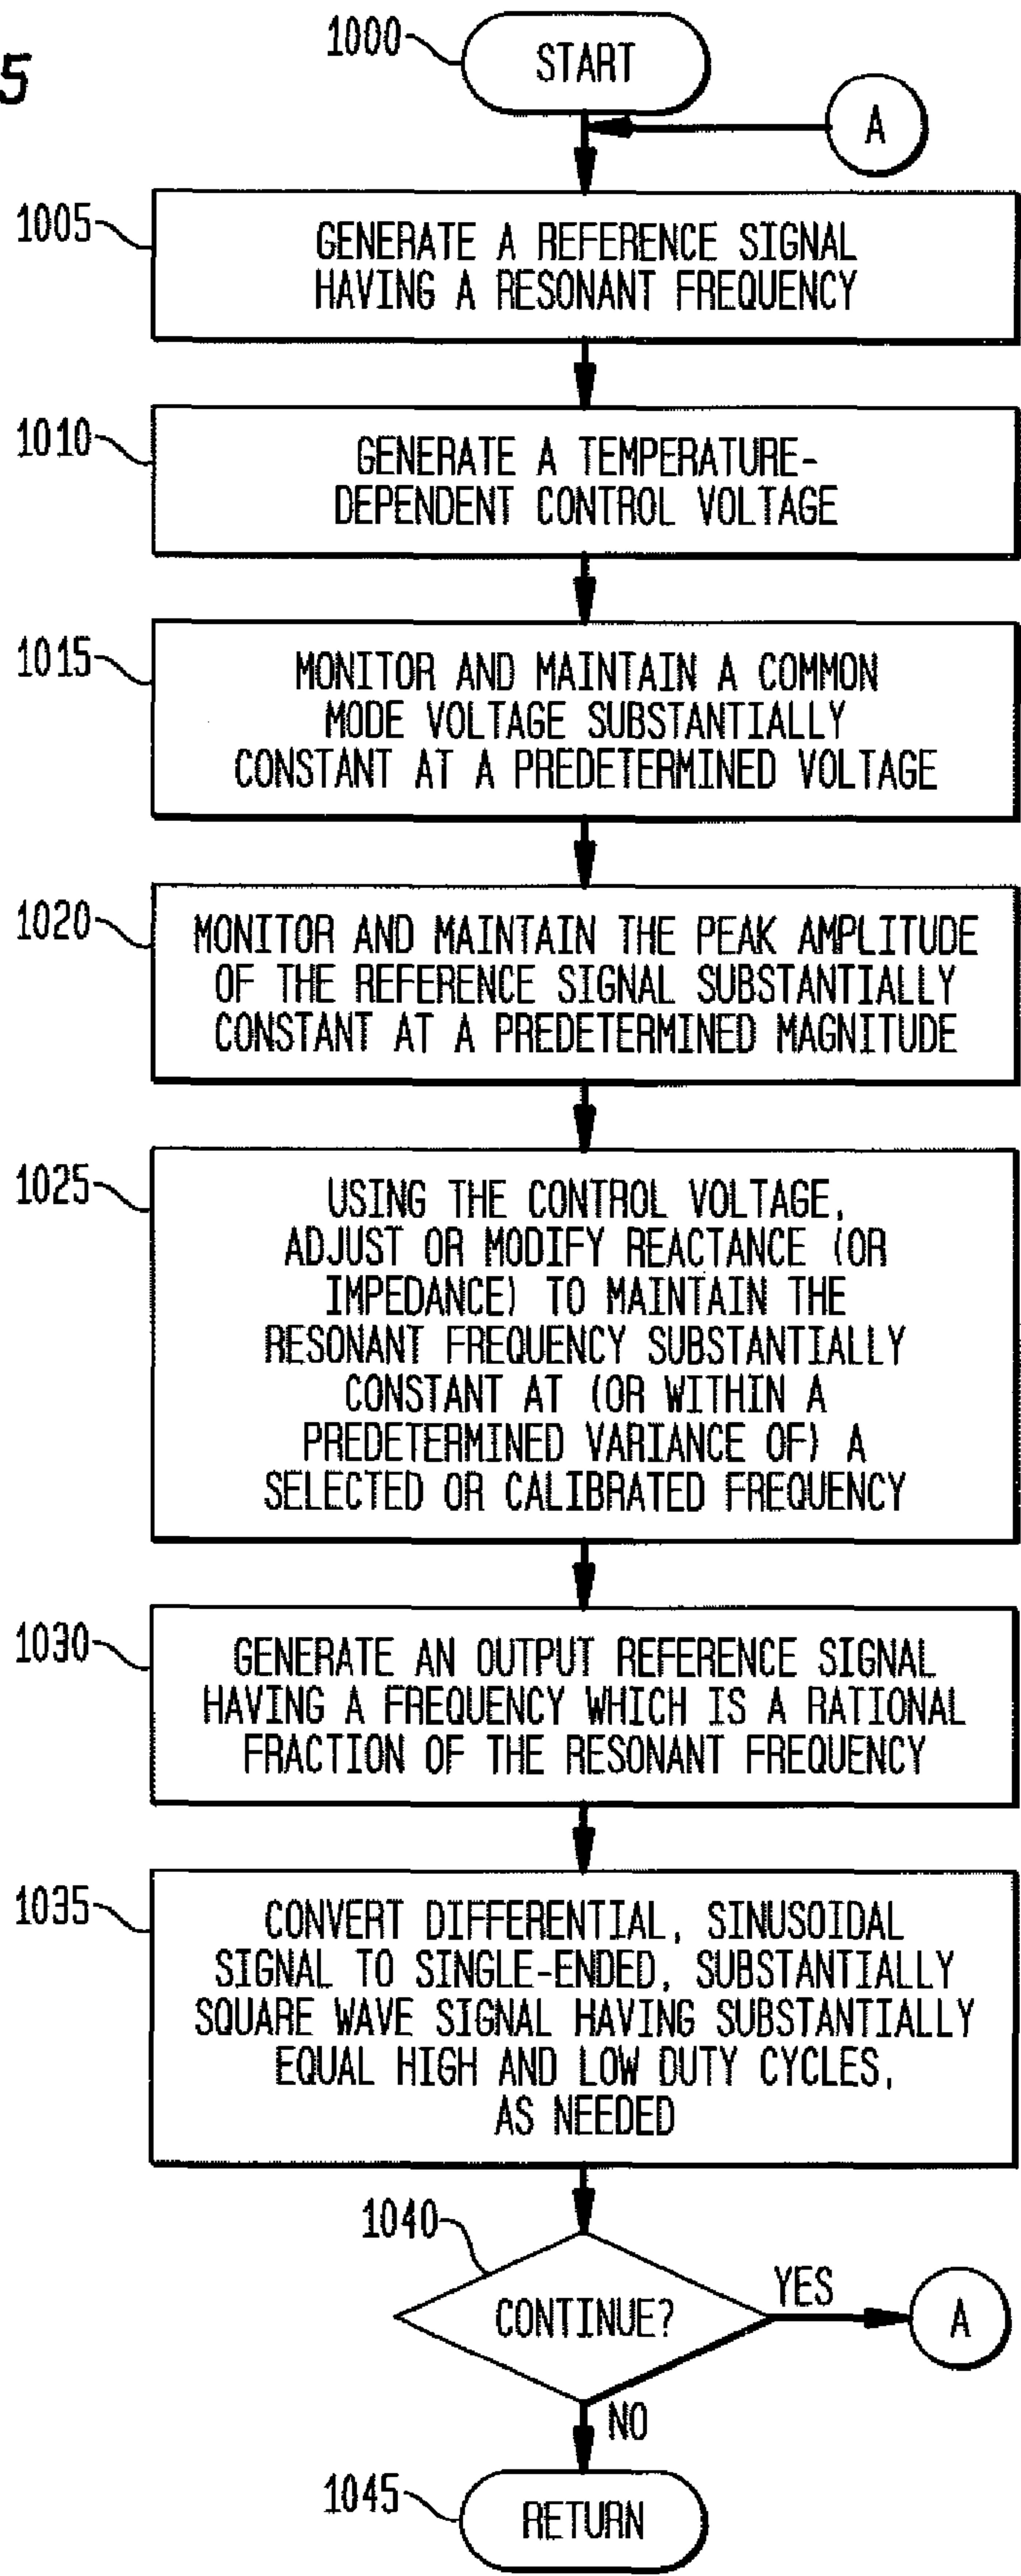 5
1000
START
A
1005
GENERATE A REFERENCE SIGNAL
HAVING A RESONANT FREQUENCY
1010
GENERATE A TEMPERATURE-
DEPENDENT CONTROL VOLTAGE
1015
MONITOR AND MAINTAIN A COMMON
MODE VOLTAGE SUBSTANTIALLY
CONSTANT AT A PREDETERMINED VOLTAGE
1020
MONITOR AND MAINTAIN THE PEAK AMPLITUDE
OF THE REFERENCE SIGNAL SUBSTANTIALLY
CONSTANT AT A PREDETERMINED MAGNITUDE
1025
USING THE CONTROL VOLTAGE,
ADJUST OR MODIFY REACTANCE (OR
IMPEDANCE) TO MAINTAIN THE
RESONANT FREQUENCY SUBSTANTIALLY
CONSTANT AT (OR WITHIN A
PREDETERMINED VARIANCE OF) A
SELECTED OR CALIBRATED FREQUENCY
1030
GENERATE AN OUTPUT REFERENCE SIGNAL
HAVING A FREQUENCY WHICH IS A RATIONAL
FRACTION OF THE RESONANT FREQUENCY
1035
CONVERT DIFFERENTIAL, SINUSOIDAL
SIGNAL TO SINGLE-ENDED, SUBSTANTIALLY
SQUARE WAVE SIGNAL HAVING SUBSTANTIALLY
EQUAL HIGH AND LOW DUTY CYCLES,
AS NEEDED
1040
CONTINUE?
YES
A
NO
1045
RETURN